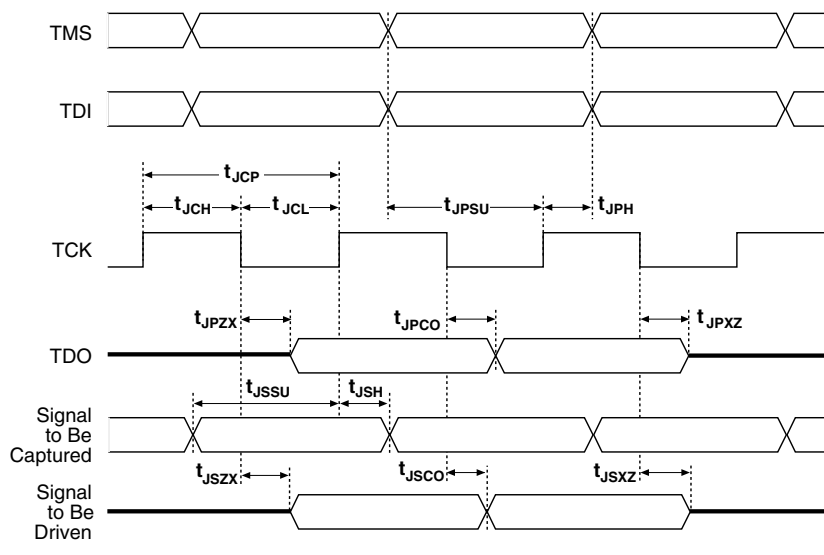 TMS
TDI
tJCP
tJCH
tJCL
tJPSU
tJPH
TCK
tJPZX
tJPCO
tJPXZ
TDO
tJSSU
tJSH
Signal
to Be
Captured
tJSZX
tJSCO
tJSXZ
Signal
to Be
Driven